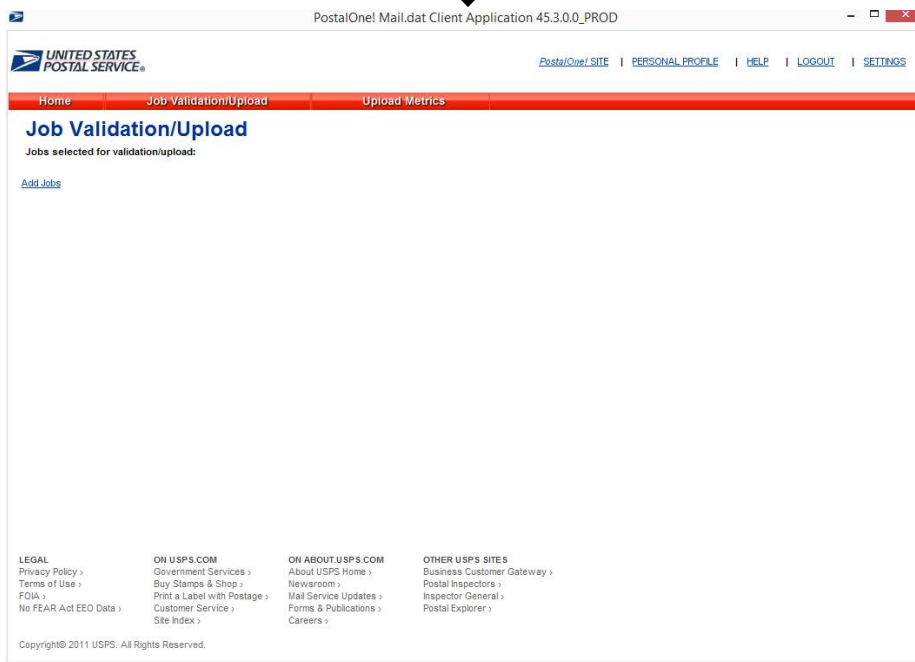 PostalOne! Mail.dat Client Application 45.3.0.0_PROD
UNITED STATES
POSTAL SERVICE®
PostalOne! SITE | PERSONAL PROFILE | HELP | LOGOUT | SETTINGS
Home Job Validation/Upload Upload Metrics
Job Validation/Upload
Jobs selected for validation/upload:
Add Jobs
LEGAL ON USPS.COM ON ABOUT.USPS.COM OTHER USPS SITES
Privacy Policy › Government Services › About USPS Home › Business Customer Gateway ›
Terms of Use › Buy Stamps & Shop › Newsroom › Postal Inspectors ›
FOIA › Print a Label with Postage › Mail Service Updates › Inspector General ›
No FEAR Act EEO Data › Customer Service › Forms & Publications › Postal Explorer ›
Site Index › Careers ›
Copyright© 2011 USPS. All Rights Reserved.